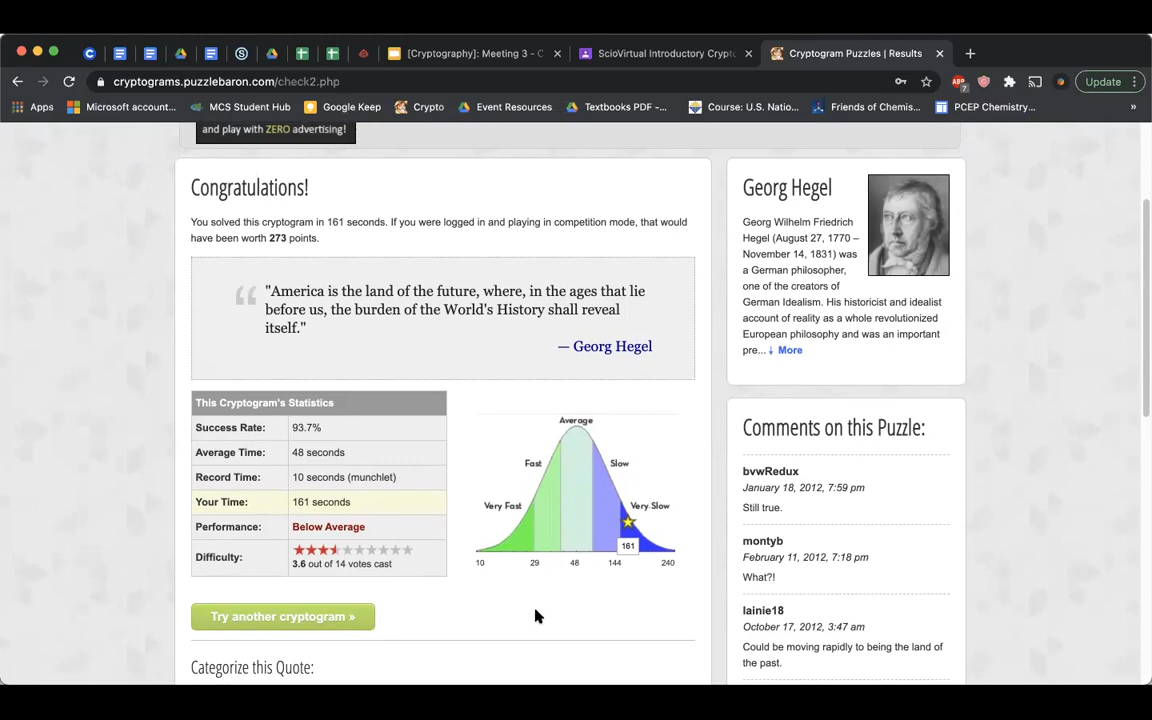 [Cryptography]: Meeting 3 - C
ScioVirtual Introductory Crypto
Cryptogram Puzzles | Results
cryptograms.puzzlebaron.com/check2.php
7
Update
Apps
Microsoft account...
MCS Student Hub
Google Keep
Crypto
Event Resources
Textbooks PDF -...
Course: U.S. Natio...
Friends of Chemis...
PCEP Chemistry...
»
and play with ZERO advertising!
Congratulations!
You solved this cryptogram in 161 seconds. If you were logged in and playing in competition mode, that would
have been worth 273 points.
"America is the land of the future, where, in the ages that lie
before us, the burden of the World's History shall reveal
itself."
— Georg Hegel
This Cryptogram's Statistics
Success Rate: 93.7%
Average Time: 48 seconds
Record Time: 10 seconds (munchlet)
Your Time: 161 seconds
Performance: Below Average
Difficulty:
3.6 out of 14 votes cast
Average
Fast
Slow
Very Fast
Very Slow
161
10 29 48 144 240
Try another cryptogram »
Categorize this Quote:
Georg Hegel
Georg Wilhelm Friedrich
Hegel (August 27, 1770 –
November 14, 1831) was
a German philosopher,
one of the creators of
German Idealism. His historicist and idealist
account of reality as a whole revolutionized
European philosophy and was an important
pre...↓ More
Comments on this Puzzle:
bvwRedux
January 18, 2012, 7:59 pm
Still true.
montyb
February 11, 2012, 7:18 pm
What?!
lainie18
October 17, 2012, 3:47 am
Could be moving rapidly to being the land of
the past.